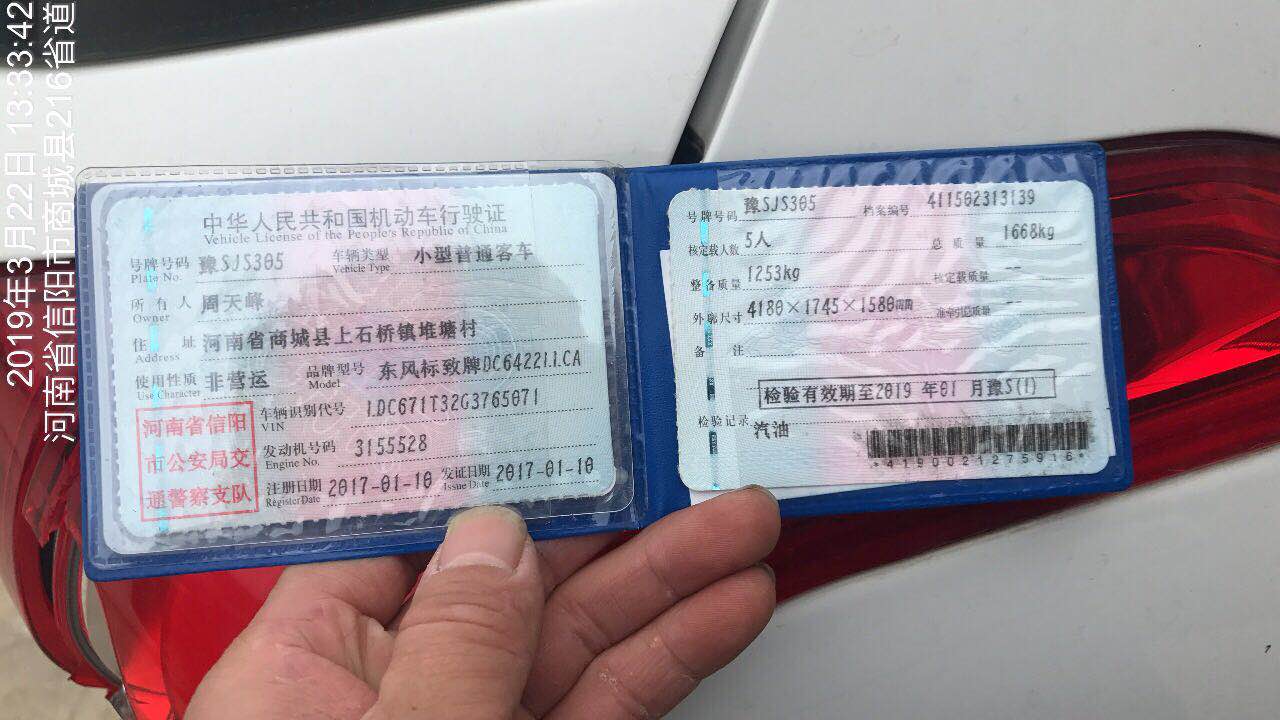 2019年3月22日 13:33:42
河南省信阳市商城县216省道
中华人民共和国机动车行驶证
Vehicle License of the People's Republic of China
号牌号码 豫SJS305 车辆类型 小型普通客车
Plate No. Vehicle Type
所有人 周天峰
Owner
住址 河南省商城县上石桥镇堆塘村
Address
使用性质 非营运 品牌型号 东风标致牌DC6422LLCA
Use Character Model
河南省信阳
市公安局交
通警察支队
车辆识别代号 LDC671T32G3765071
VIN
发动机号码 3155528
Engine No.
注册日期 2017-01-10 发证日期 2017-01-10
Register Date Issue Date
号牌号码 豫SJS305 档案编号 411502313139
核定载人数 5人 总质量 1668kg
整备质量 1253kg 核定载质量 --
外廓尺寸 4180×1745×1580mm 准牵引总质量 --
备注
检验有效期至2019 年01 月豫S(1)
检验记录
汽油
*4190021275916*